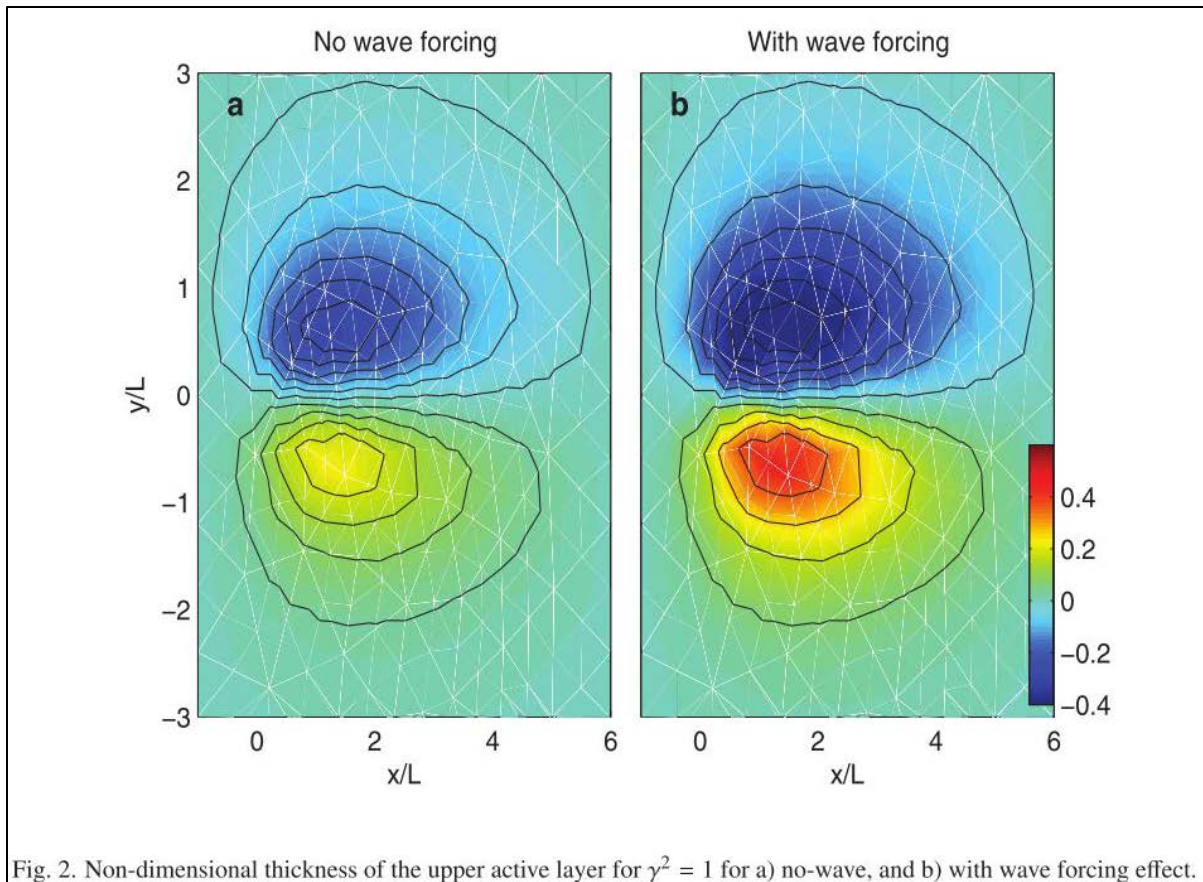 No wave forcing
With wave forcing
a
b
3
2
1
0
−1
−2
−3
y/L
0 2 4 6
x/L
0 2 4 6
x/L
0.4
0.2
0
−0.2
−0.4
Fig. 2. Non-dimensional thickness of the upper active layer for γ² = 1 for a) no-wave, and b) with wave forcing effect.